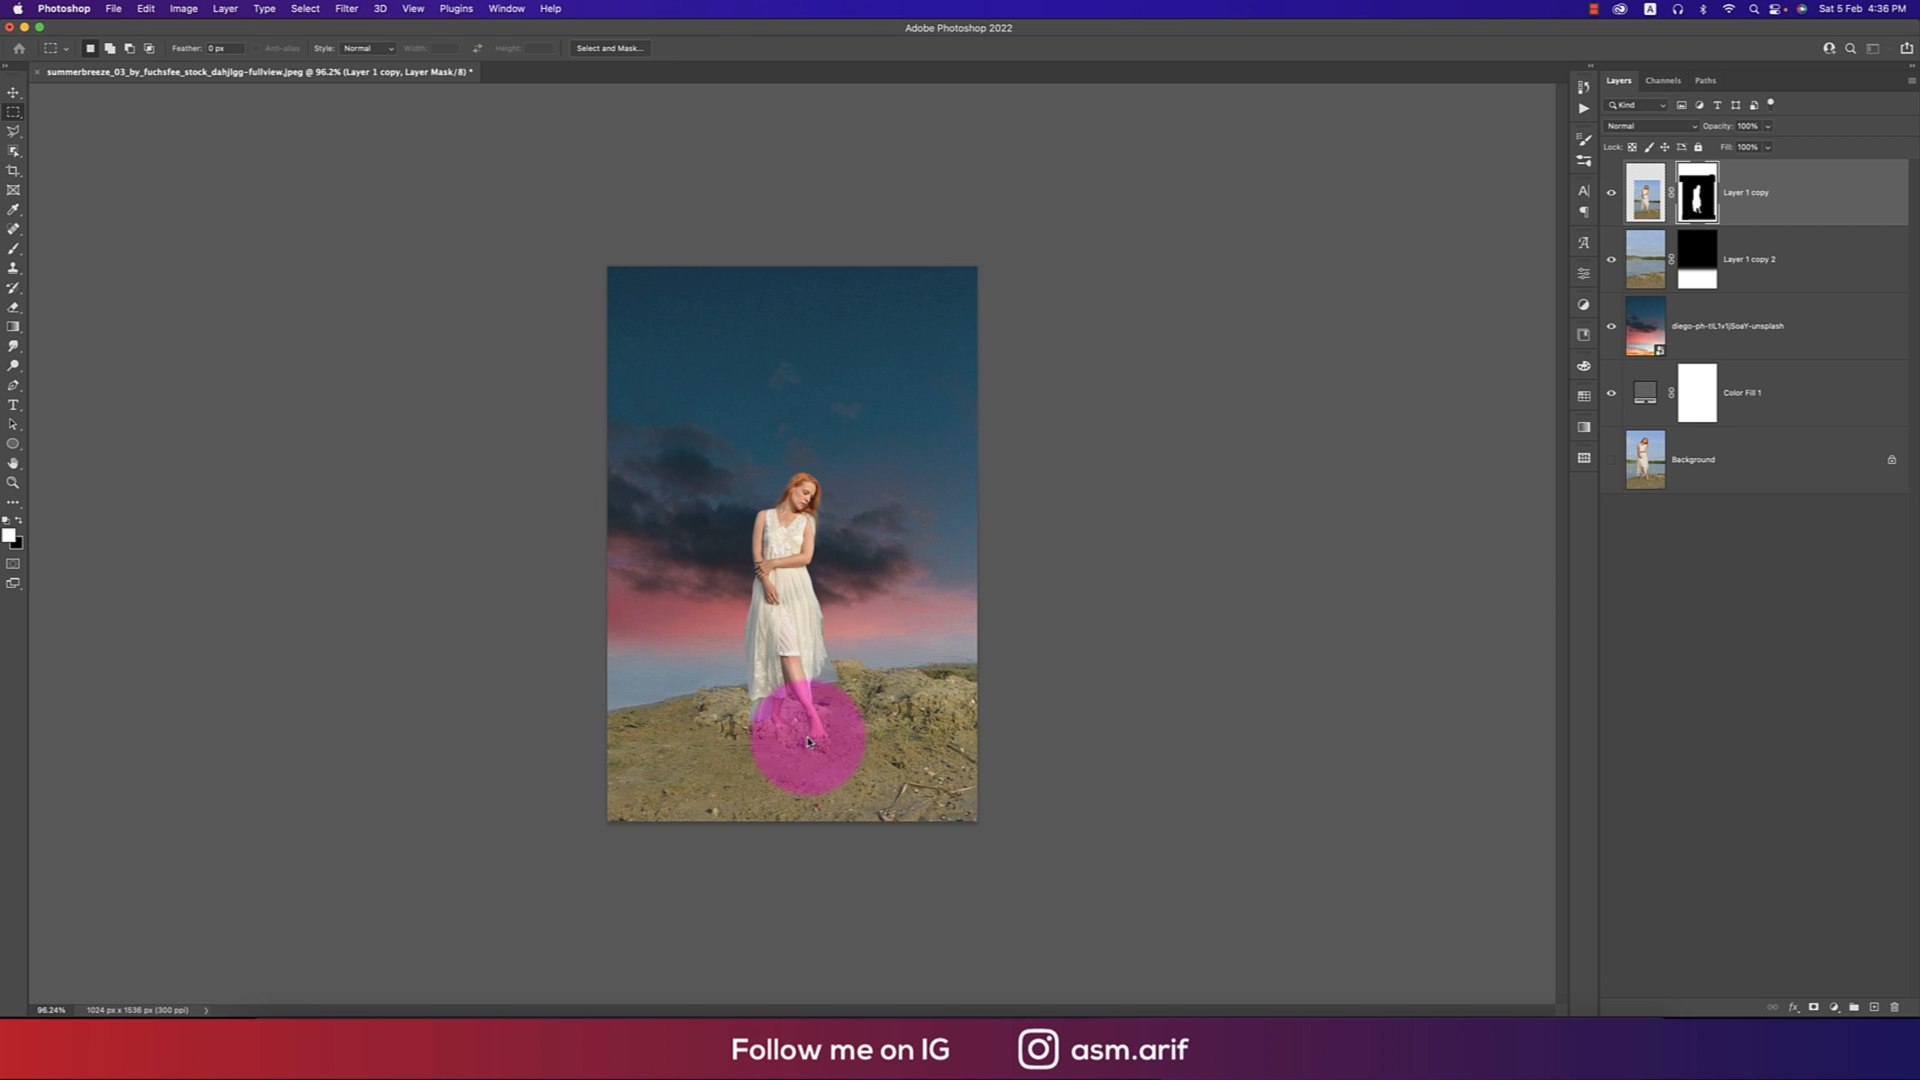 Photoshop File Edit Image Layer Type Select Filter 3D View Plugins Window Help
A Sat 5 Feb 4:36 PM
Adobe Photoshop 2022
Feather: 0 px Anti-alias Style: Normal Width: Height: Select and Mask...
summerbreeze_03_by_fuchsfee_stock_dahjlgg-fullview.jpeg @ 96.2% (Layer 1 copy, Layer Mask/8) *
Layers Channels Paths
Kind
Normal Opacity: 100%
Lock: Fill: 100%
Layer 1 copy
Layer 1 copy 2
diego-ph-tIL1v1jSoaY-unsplash
Color Fill 1
Background
96.24% 1024 px x 1536 px (300 ppi)
Follow me on IG asm.arif